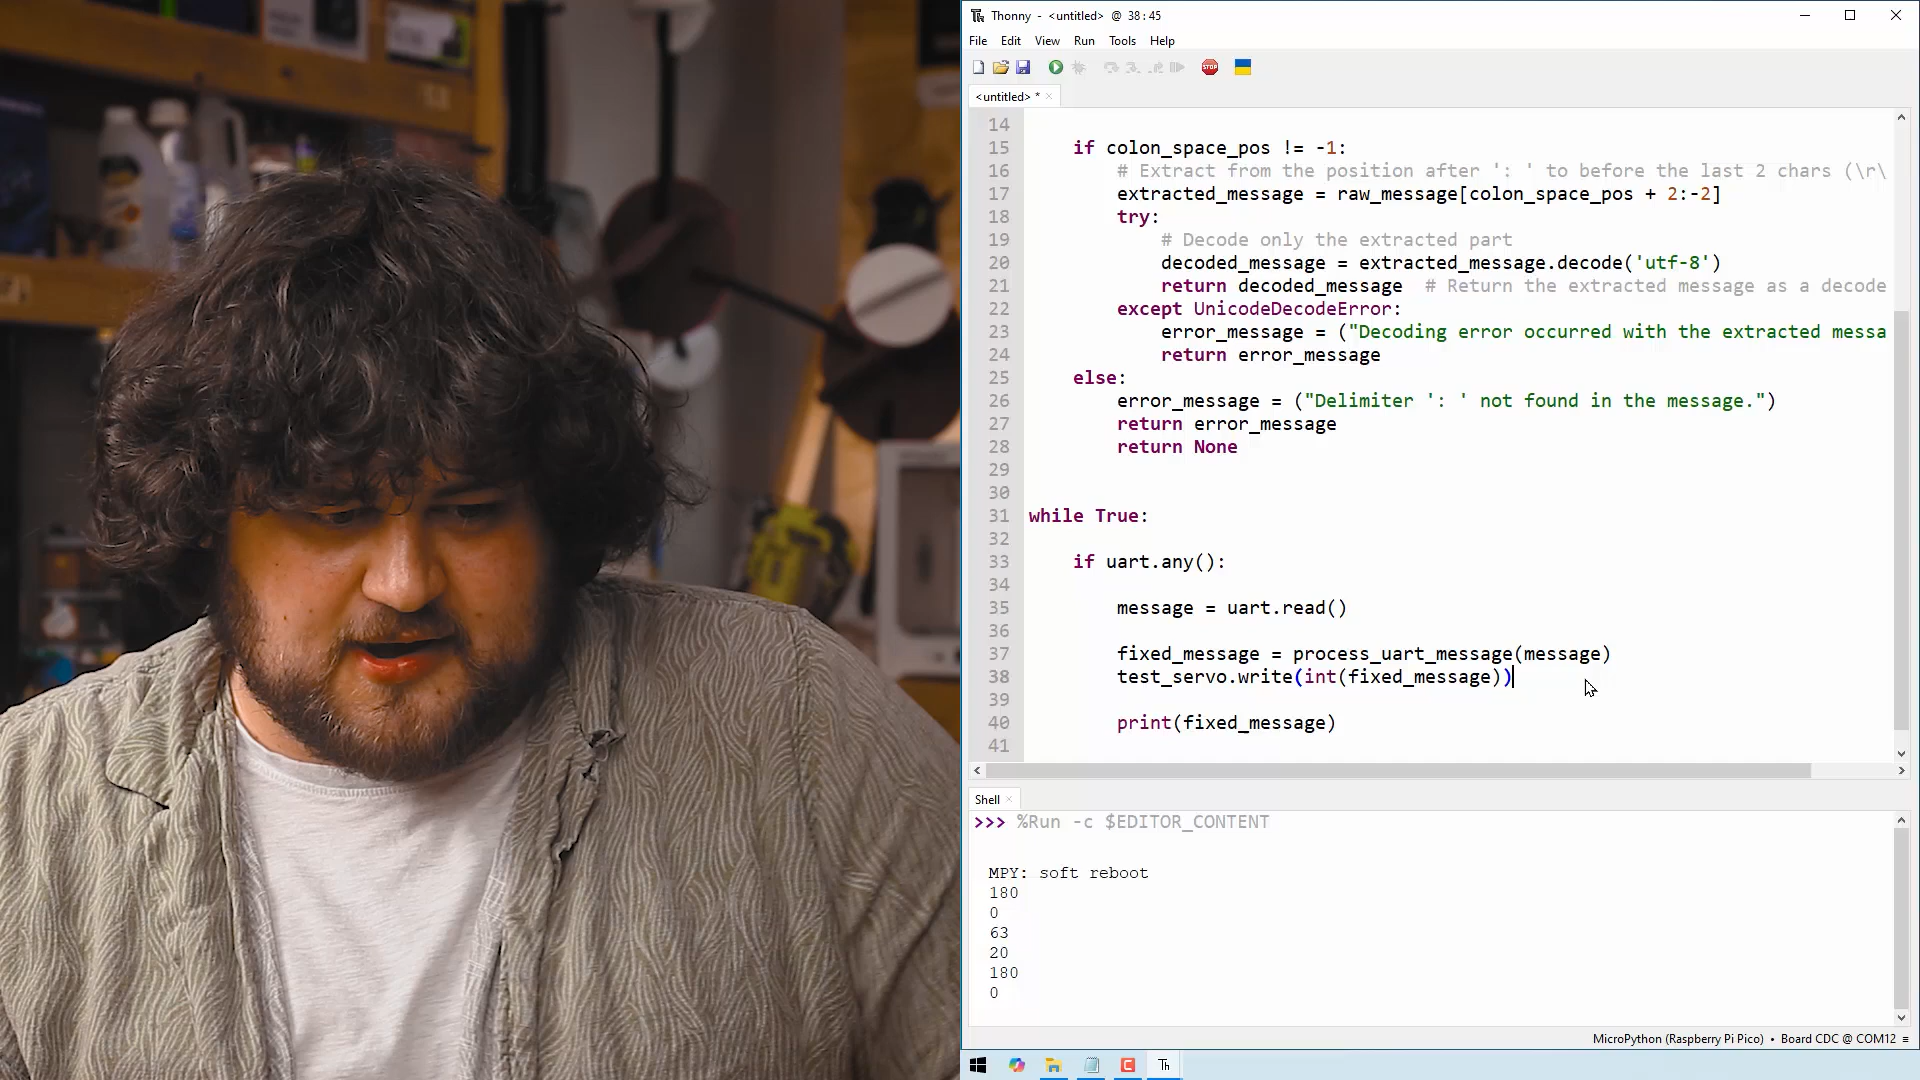 Thonny - <untitled> @ 38:45
File Edit View Run Tools Help
STOP
<untitled> *
14
15 if colon_space_pos != -1:
16 # Extract from the position after ': ' to before the last 2 chars (\r\
17 extracted_message = raw_message[colon_space_pos + 2:-2]
18 try:
19 # Decode only the extracted part
20 decoded_message = extracted_message.decode('utf-8')
21 return decoded_message # Return the extracted message as a decode
22 except UnicodeDecodeError:
23 error_message = ("Decoding error occurred with the extracted messa
24 return error_message
25 else:
26 error_message = ("Delimiter ': ' not found in the message.")
27 return error_message
28 return None
29
30
31 while True:
32
33 if uart.any():
34
35 message = uart.read()
36
37 fixed_message = process_uart_message(message)
38 test_servo.write(int(fixed_message))
39
40 print(fixed_message)
41
Shell
>>> %Run -c $EDITOR_CONTENT
MPY: soft reboot
180
0
63
20
180
0
MicroPython (Raspberry Pi Pico) • Board CDC @ COM12 ≡